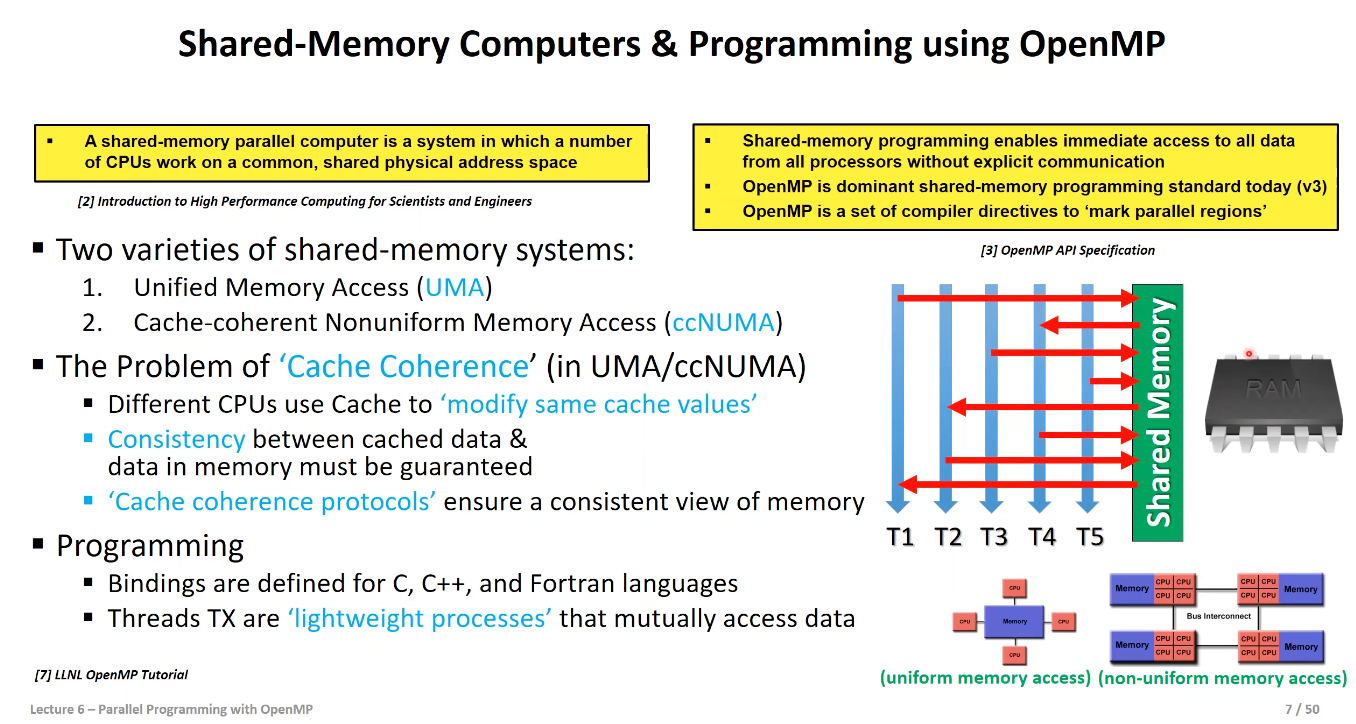 Shared-Memory Computers & Programming using OpenMP
▪ A shared-memory parallel computer is a system in which a number
of CPUs work on a common, shared physical address space
[2] Introduction to High Performance Computing for Scientists and Engineers
▪ Shared-memory programming enables immediate access to all data
from all processors without explicit communication
▪ OpenMP is dominant shared-memory programming standard today (v3)
▪ OpenMP is a set of compiler directives to ‘mark parallel regions’
[3] OpenMP API Specification
▪ Two varieties of shared-memory systems:
1. Unified Memory Access (UMA)
2. Cache-coherent Nonuniform Memory Access (ccNUMA)
▪ The Problem of ‘Cache Coherence’ (in UMA/ccNUMA)
▪ Different CPUs use Cache to ‘modify same cache values’
▪ Consistency between cached data &
data in memory must be guaranteed
▪ ‘Cache coherence protocols’ ensure a consistent view of memory
▪ Programming
▪ Bindings are defined for C, C++, and Fortran languages
▪ Threads TX are ‘lightweight processes’ that mutually access data
[7] LLNL OpenMP Tutorial
Shared Memory
RAM
T1 T2 T3 T4 T5
CPU
CPU Memory CPU
CPU
(uniform memory access)
Memory CPU CPU CPU CPU Memory
CPU CPU CPU CPU
Bus Interconnect
Memory CPU CPU CPU CPU Memory
CPU CPU CPU CPU
(non-uniform memory access)
Lecture 6 – Parallel Programming with OpenMP
7 / 50